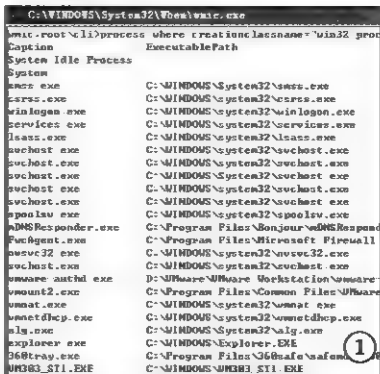 C:\WINDOWS\System32\Wbem\wmic.exe
wmic:root\cli>process where creationclassname="win32 proc
Caption ExecutablePath
System Idle Process
System
smss.exe C:\WINDOWS\System32\smss.exe
csrss.exe C:\WINDOWS\system32\csrss.exe
winlogon.exe C:\WINDOWS\system32\winlogon.exe
services.exe C:\WINDOWS\system32\services.exe
lsass.exe C:\WINDOWS\system32\lsass.exe
svchost.exe C:\WINDOWS\system32\svchost.exe
svchost.exe C:\WINDOWS\system32\svchost.exe
svchost.exe C:\WINDOWS\System32\svchost.exe
svchost.exe C:\WINDOWS\system32\svchost.exe
svchost.exe C:\WINDOWS\system32\svchost.exe
spoolsv.exe C:\WINDOWS\system32\spoolsv.exe
mDNSResponder.exe C:\Program Files\Bonjour\mDNSRespond
FwcAgent.exe C:\Program Files\Microsoft Firewall
nvsvc32.exe C:\WINDOWS\system32\nvsvc32.exe
svchost.exe C:\WINDOWS\system32\svchost.exe
vmware-authd.exe D:\VMware\VMware Workstation\vmware-
vmount2.exe C:\Program Files\Common Files\VMware
vmnat.exe C:\WINDOWS\system32\vmnat.exe
vmnetdhcp.exe C:\WINDOWS\system32\vmnetdhcp.exe
alg.exe C:\WINDOWS\System32\alg.exe
explorer.exe C:\WINDOWS\Explorer.EXE
360tray.exe C:\Program Files\360safe\safemo
VM303_STI.EXE C:\WINDOWS\VM303_STI.EXE
①